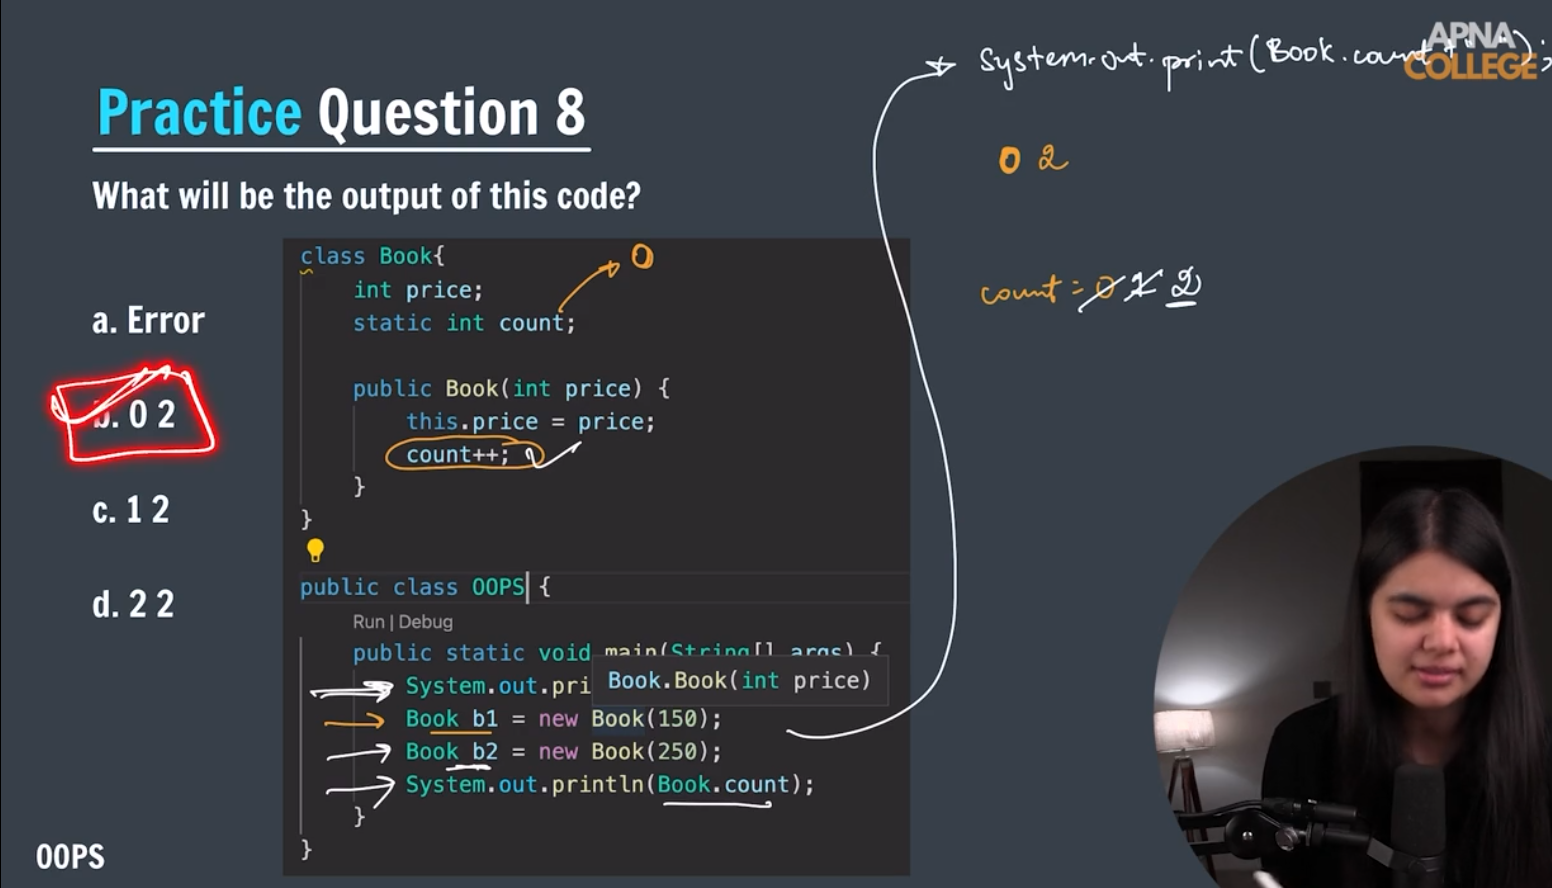 APNA
COLLEGE
System.out.print(Book.count + " ");
Practice Question 8
0 2
What will be the output of this code?
class Book{
0
int price;
count = 0 1 2
a. Error
static int count;
public Book(int price) {
b. 0 2
this.price = price;
count++;
}
c. 1 2
}
public class OOPS {
d. 2 2
Run | Debug
public static void main(String[] args) {
System.out.pri
Book.Book(int price)
Book b1 = new Book(150);
Book b2 = new Book(250);
System.out.println(Book.count);
}
}
OOPS